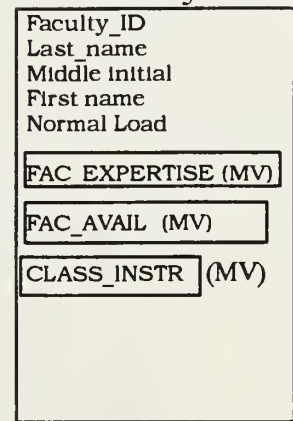 Faculty_ID
Last_name
Middle initial
First name
Normal Load
FAC_EXPERTISE (MV)
FAC_AVAIL (MV)
CLASS_INSTR (MV)